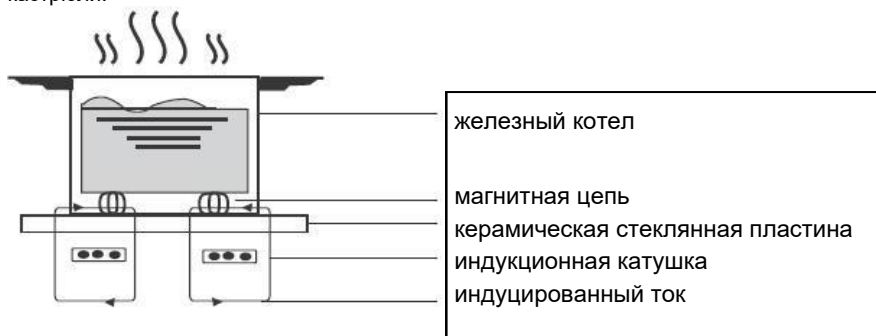 железный котел
магнитная цепь
керамическая стеклянная пластина
индукционная катушка
индуцированный ток